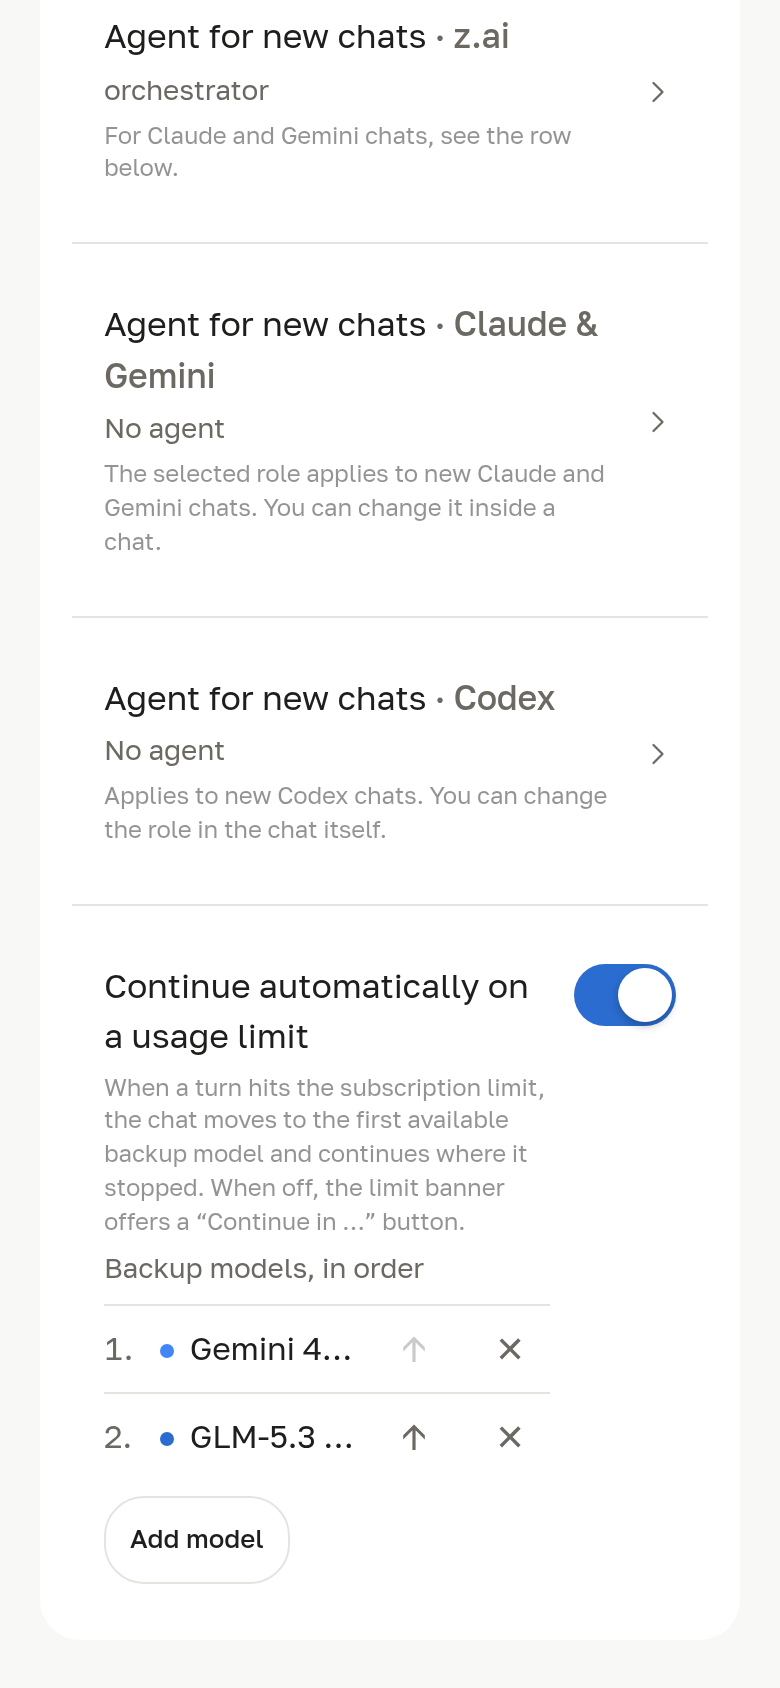 Agent for new chats · z.ai
orchestrator
For Claude and Gemini chats, see the row
below.
Agent for new chats · Claude &
Gemini
No agent
The selected role applies to new Claude and
Gemini chats. You can change it inside a
chat.
Agent for new chats · Codex
No agent
Applies to new Codex chats. You can change
the role in the chat itself.
Continue automatically on
a usage limit
When a turn hits the subscription limit,
the chat moves to the first available
backup model and continues where it
stopped. When off, the limit banner
offers a “Continue in …” button.
Backup models, in order
1. Gemini 4…
2. GLM-5.3 …
Add model